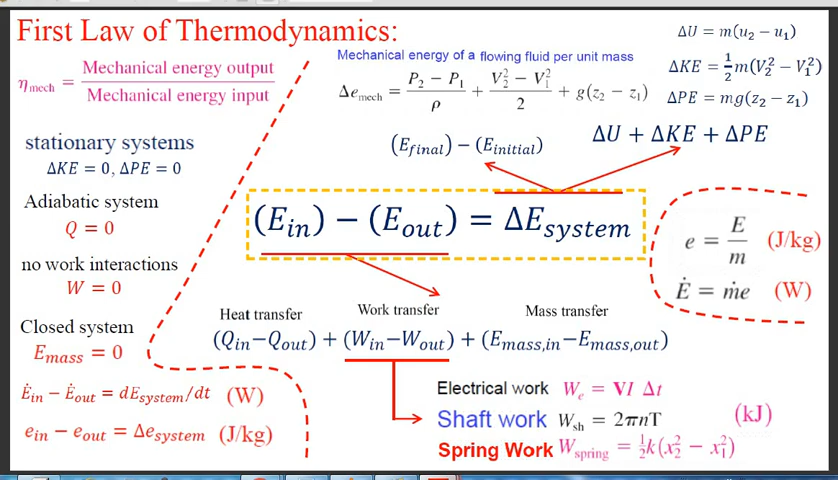 First Law of Thermodynamics:
η_mech = Mechanical energy output / Mechanical energy input
Mechanical energy of a flowing fluid per unit mass
Δe_mech = (P₂ − P₁)/ρ + (V₂² − V₁²)/2 + g(z₂ − z₁)
ΔU = m(u₂ − u₁)
ΔKE = ½m(V₂² − V₁²)
ΔPE = mg(z₂ − z₁)
stationary systems
ΔKE = 0, ΔPE = 0
Adiabatic system
Q = 0
no work interactions
W = 0
Closed system
E_mass = 0
Ė_in − Ė_out = dE_system/dt (W)
e_in − e_out = Δe_system (J/kg)
(E_final) − (E_initial)
ΔU + ΔKE + ΔPE
(E_in) − (E_out) = ΔE_system
e = E/m (J/kg)
Ė = ṁe (W)
Heat transfer Work transfer Mass transfer
(Q_in−Q_out) + (W_in−W_out) + (E_mass,in−E_mass,out)
Electrical work W_e = VI Δt
Shaft work W_sh = 2πnT (kJ)
Spring Work W_spring = ½k(x₂² − x₁²)